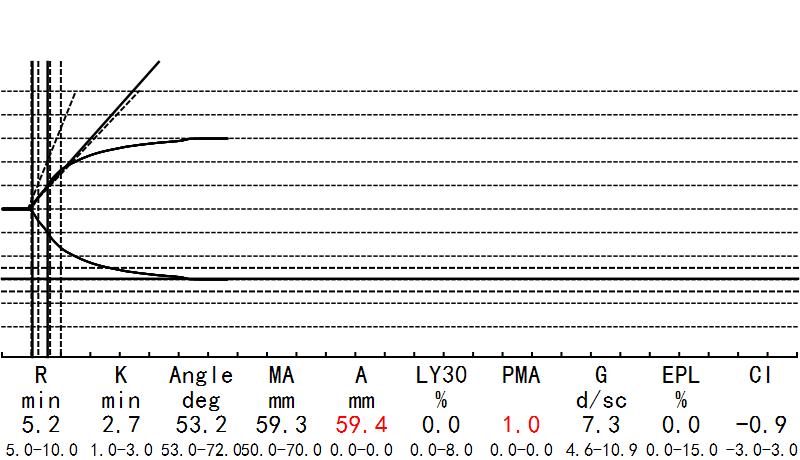 R K Angle MA A LY30 PMA G EPL CI
min min deg mm mm % d/sc %
5.2 2.7 53.2 59.3 59.4 0.0 1.0 7.3 0.0 -0.9
5.0-10.0 1.0-3.0 53.0-72.0 50.0-70.0 0.0-0.0 0.0-8.0 0.0-0.0 4.6-10.9 0.0-15.0 -3.0-3.0